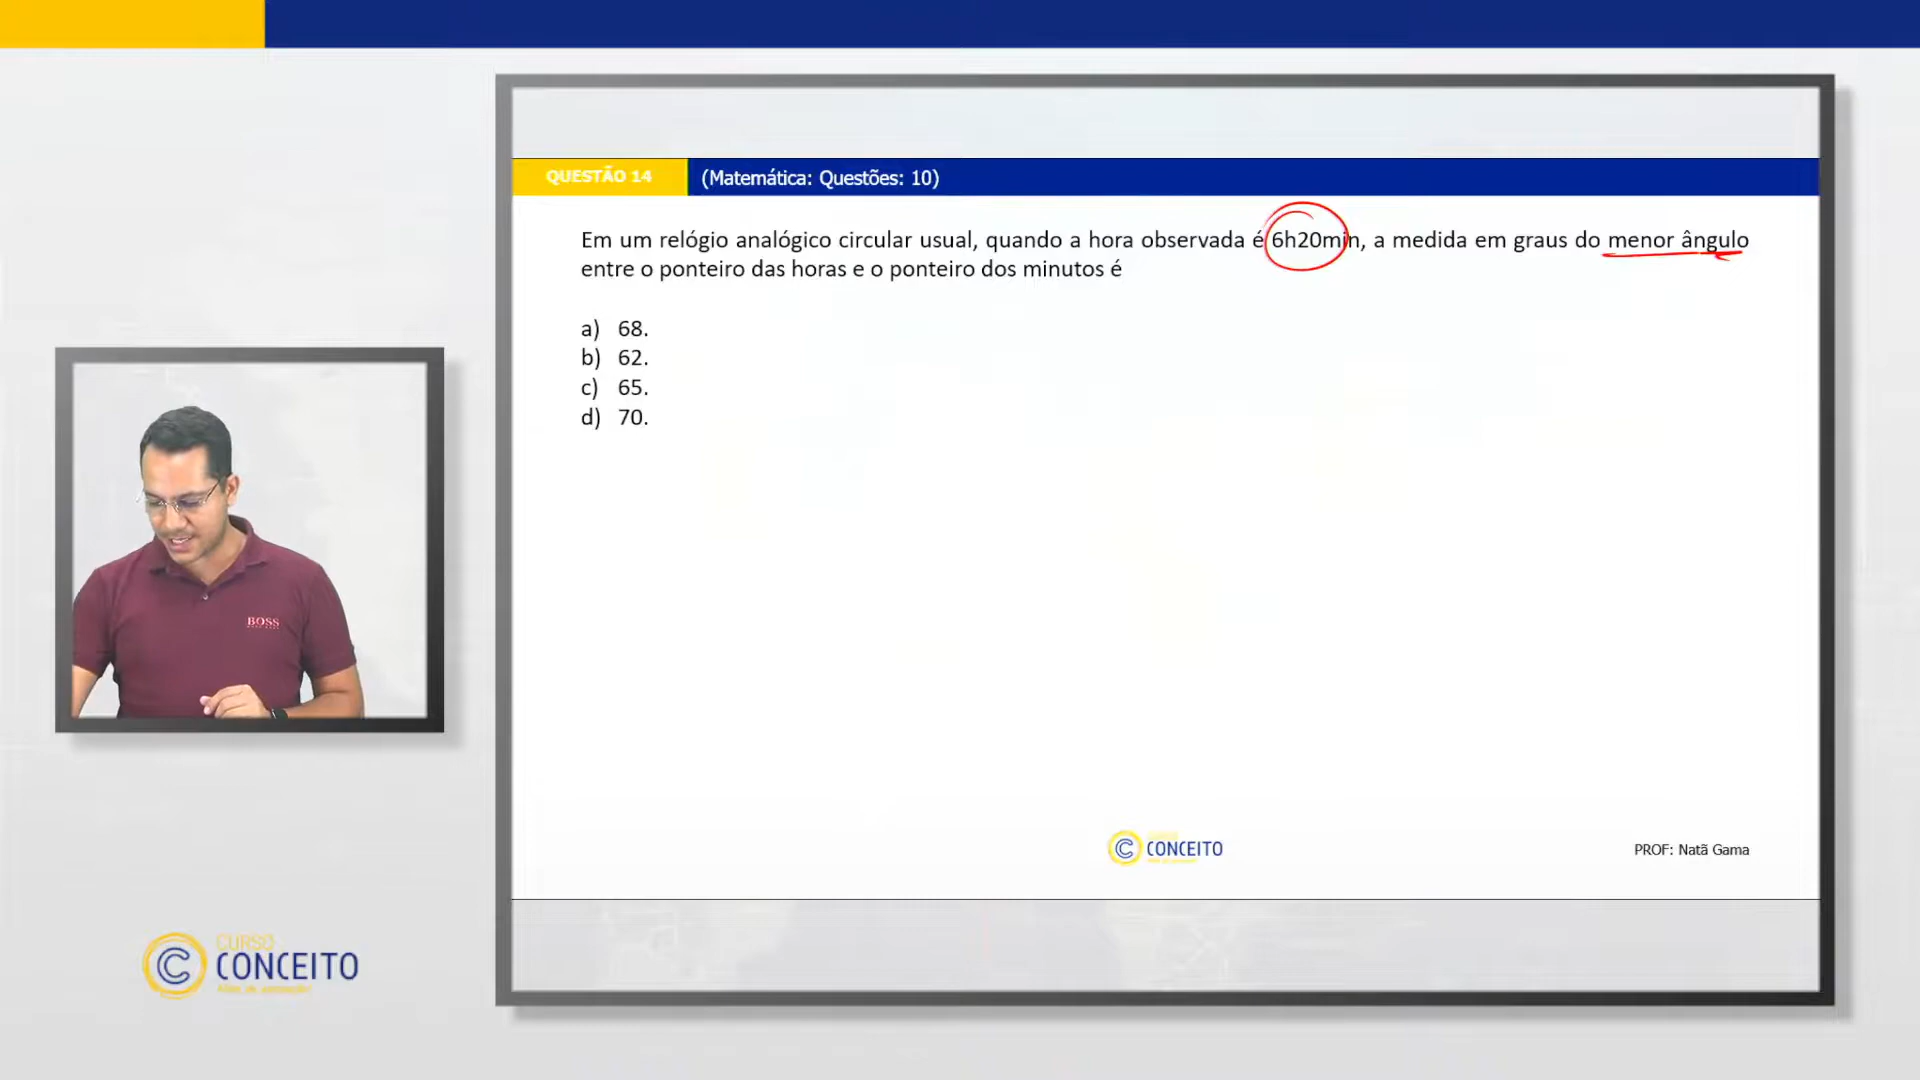 QUESTÃO 14
(Matemática: Questões: 10)
Em um relógio analógico circular usual, quando a hora observada é 6h20min, a medida em graus do menor ângulo
entre o ponteiro das horas e o ponteiro dos minutos é
a) 68.
b) 62.
c) 65.
d) 70.
BOSS
CONCEITO
PROF: Natã Gama
CURSO
CONCEITO